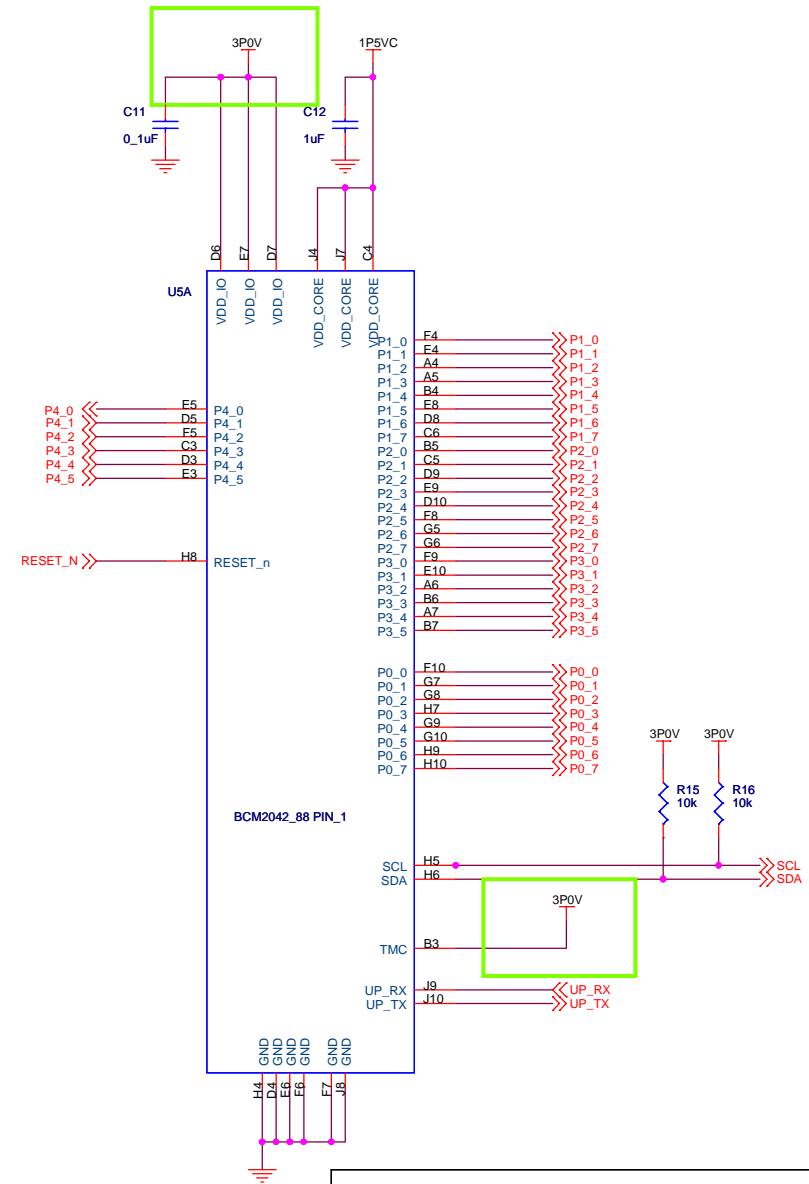 3P0V 1P5VC
C11 C12
0_1uF 1uF
D6 E7 D7 J4 J7 C4
U5A
VDD_IO VDD_IO VDD_IO VDD_CORE VDD_CORE VDD_CORE
P1_0 F4 P1_0
P1_1 E4 P1_1
P1_2 A4 P1_2
P1_3 A5 P1_3
P1_4 B4 P1_4
P4_0 E5 P4_0 P1_5 E8 P1_5
P4_1 D5 P4_1 P1_6 D8 P1_6
P4_2 F5 P4_2 P1_7 C6 P1_7
P4_3 C3 P4_3 P2_0 B5 P2_0
P4_4 D3 P4_4 P2_1 C5 P2_1
P4_5 E3 P4_5 P2_2 D9 P2_2
P2_3 E9 P2_3
P2_4 D10 P2_4
P2_5 F8 P2_5
P2_6 G5 P2_6
P2_7 G6 P2_7
RESET_N H8 RESET_n P3_0 F9 P3_0
P3_1 E10 P3_1
P3_2 A6 P3_2
P3_3 B6 P3_3
P3_4 A7 P3_4
P3_5 B7 P3_5
P0_0 F10 P0_0
P0_1 G7 P0_1
P0_2 G8 P0_2
P0_3 H7 P0_3
P0_4 G9 P0_4
P0_5 G10 P0_5
P0_6 H9 P0_6
P0_7 H10 P0_7
3P0V 3P0V
R15 R16
10k 10k
BCM2042_88 PIN_1
SCL H5 SCL
SDA H6 SDA
3P0V
TMC B3
UP_RX J9 UP_RX
UP_TX J10 UP_TX
GND GND GND GND GND GND
H4 D4 E6 F6 F7 J8